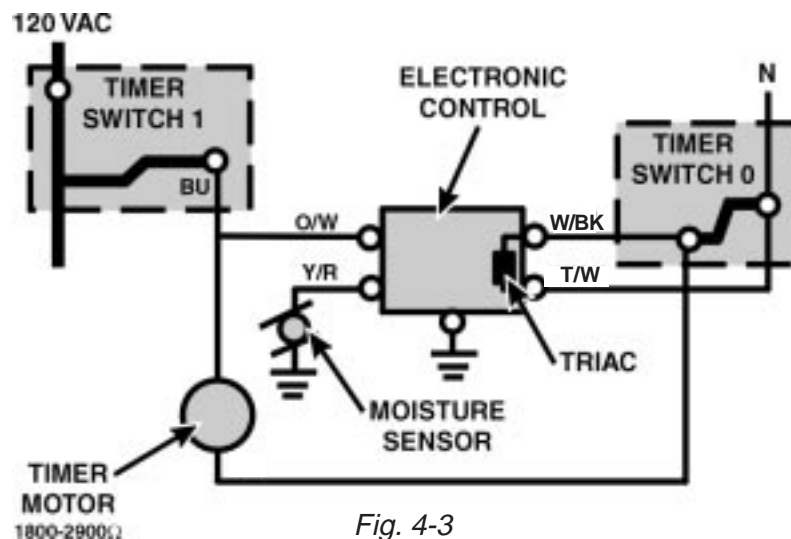 120 VAC
TIMER
SWITCH 1
BU
ELECTRONIC
CONTROL
N
TIMER
SWITCH 0
O/W
W/BK
Y/R
T/W
TRIAC
MOISTURE
SENSOR
TIMER
MOTOR
1800-2900Ω
Fig. 4-3